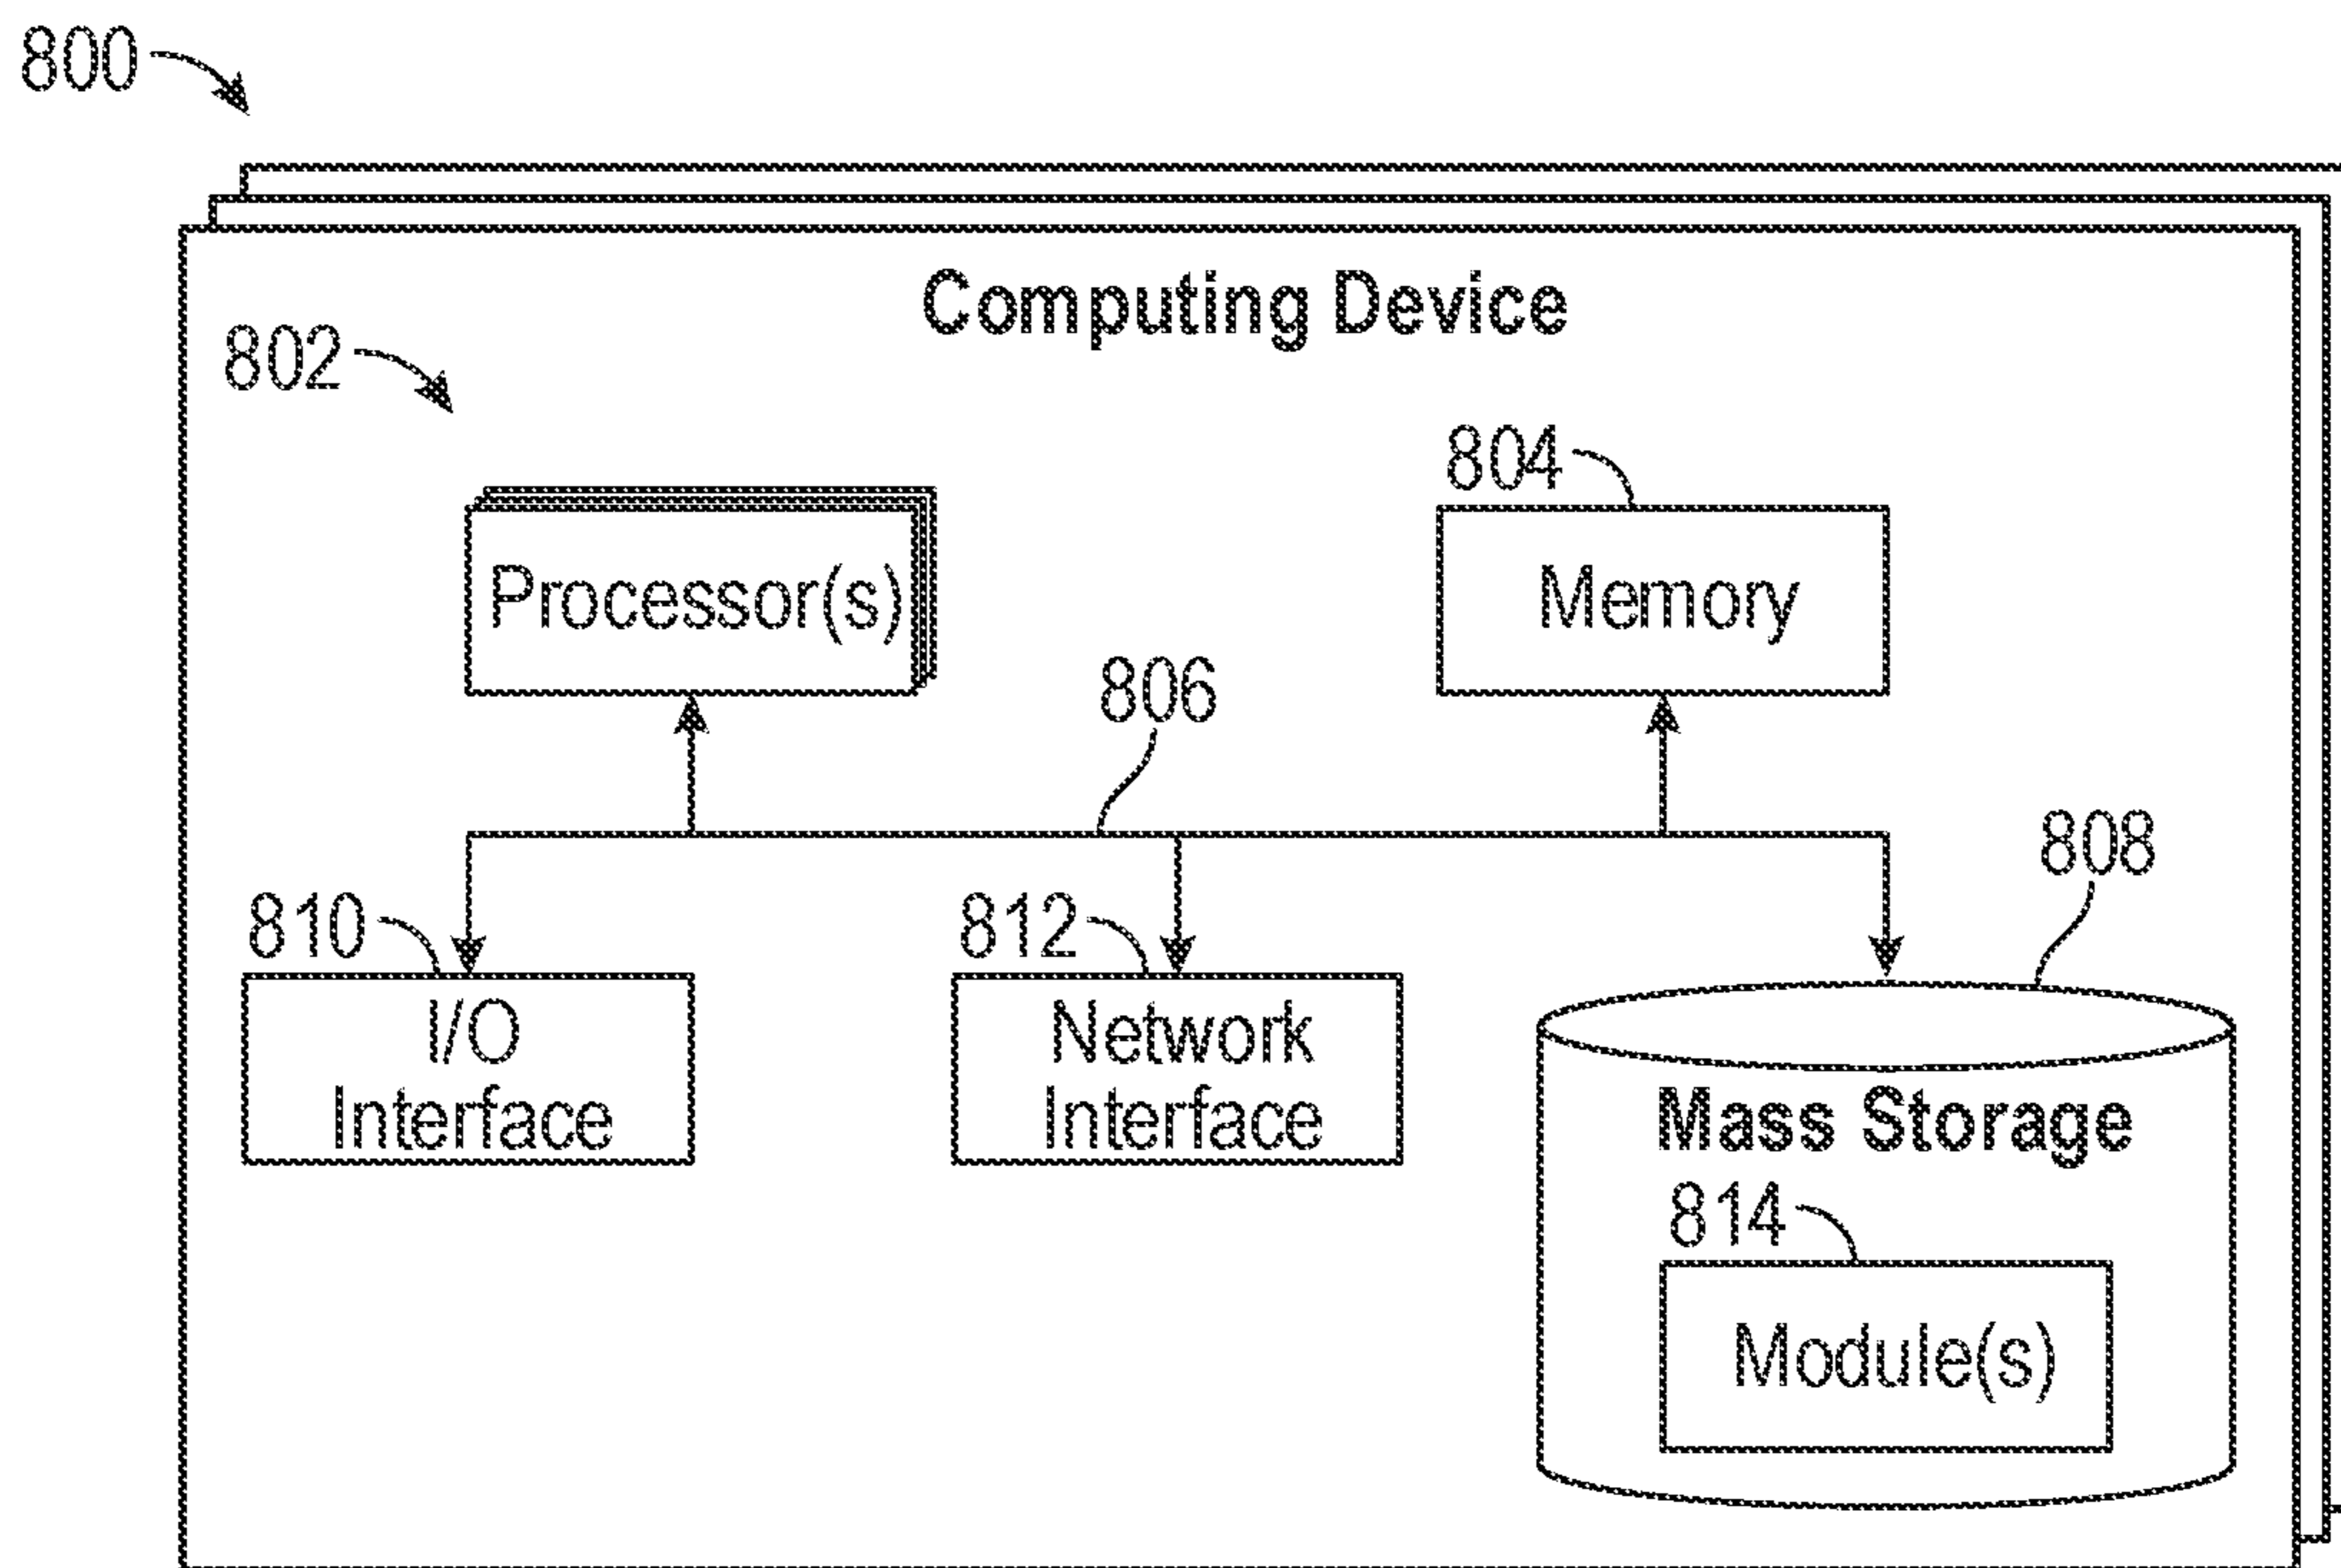 800
Computing Device
802
804
Processor(s)
Memory
806
808
810
812
I/O
Interface
Network
Interface
Mass Storage
814
Module(s)